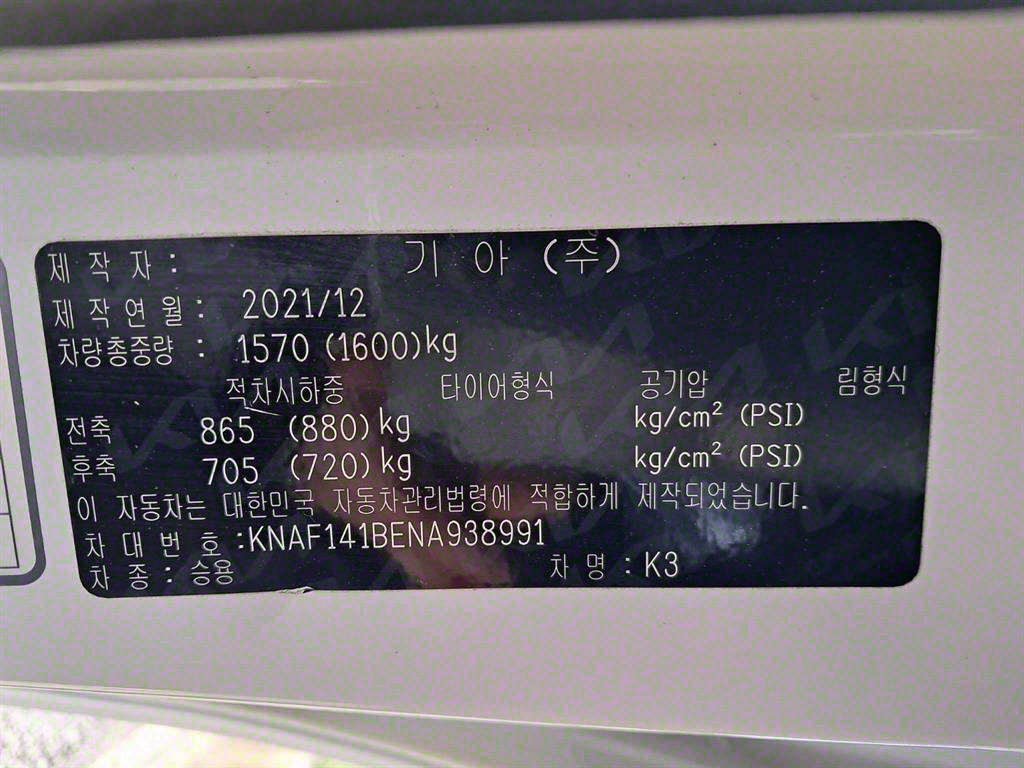 제 작 자 : 기 아 (주)
제 작 연 월 : 2021/12
차량총중량 : 1570 (1600)kg
적차시하중 타이어형식 공기압 림형식
전축 865 (880)kg kg/cm² (PSI)
후축 705 (720)kg kg/cm² (PSI)
이 자동차는 대한민국 자동차관리법령에 적합하게 제작되었습니다.
차 대 번 호 :KNAF141BENA938991
차 종 : 승용 차 명 : K3